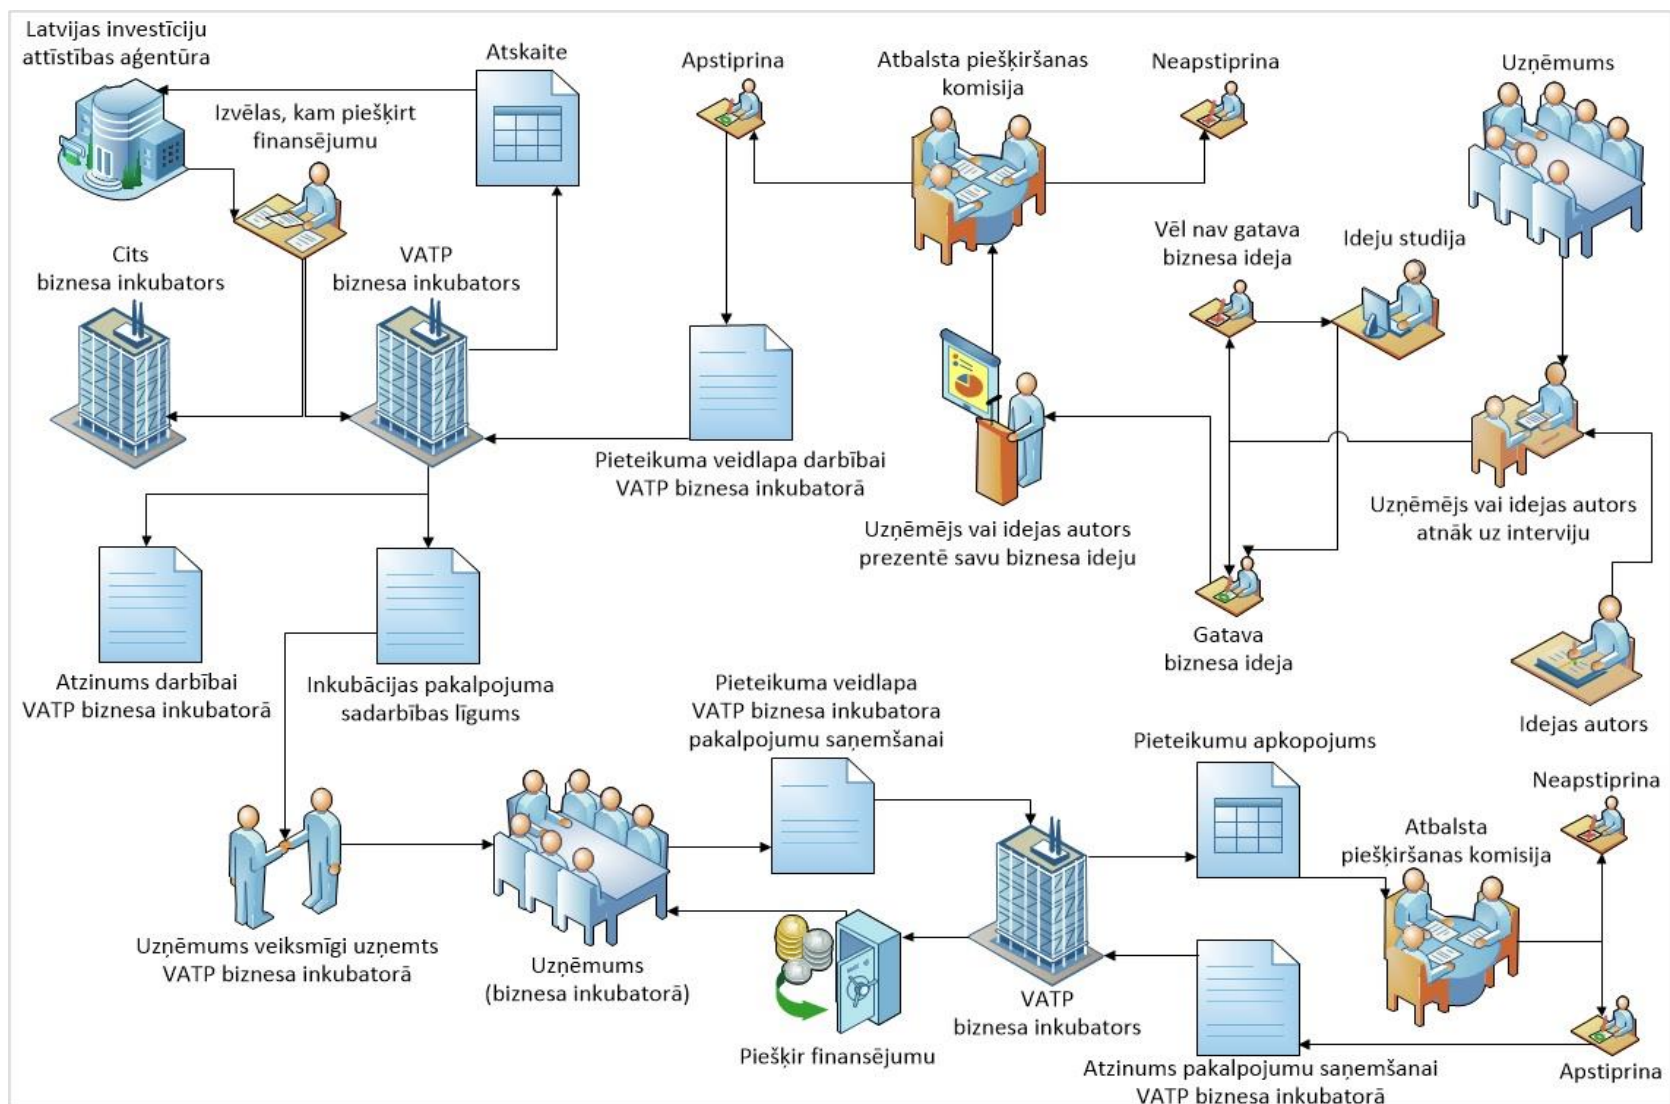 Latvijas investīciju
attīstības aģentūra
Atskaite
Izvēlas, kam piešķirt
finansējumu
Apstiprina
Atbalsta piešķiršanas
komisija
Neapstiprina
Uzņēmums
Cits
biznesa inkubators
VATP
biznesa inkubators
Vēl nav gatava
biznesa ideja
Ideju studija
Pieteikuma veidlapa darbībai
VATP biznesa inkubatorā
Uzņēmējs vai idejas autors
prezentē savu biznesa ideju
Uzņēmējs vai idejas autors
atnāk uz interviju
Gatava
biznesa ideja
Idejas autors
Atzinums darbībai
VATP biznesa inkubatorā
Inkubācijas pakalpojuma
sadarbības līgums
Pieteikuma veidlapa
VATP biznesa inkubatora
pakalpojumu saņemšanai
Pieteikumu apkopojums
Neapstiprina
Atbalsta
piešķiršanas komisija
Uzņēmums veiksmīgi uzņemts
VATP biznesa inkubatorā
Uzņēmums
(biznesa inkubatorā)
Piešķir finansējumu
VATP
biznesa inkubators
Atzinums pakalpojumu saņemšanai
VATP biznesa inkubatorā
Apstiprina